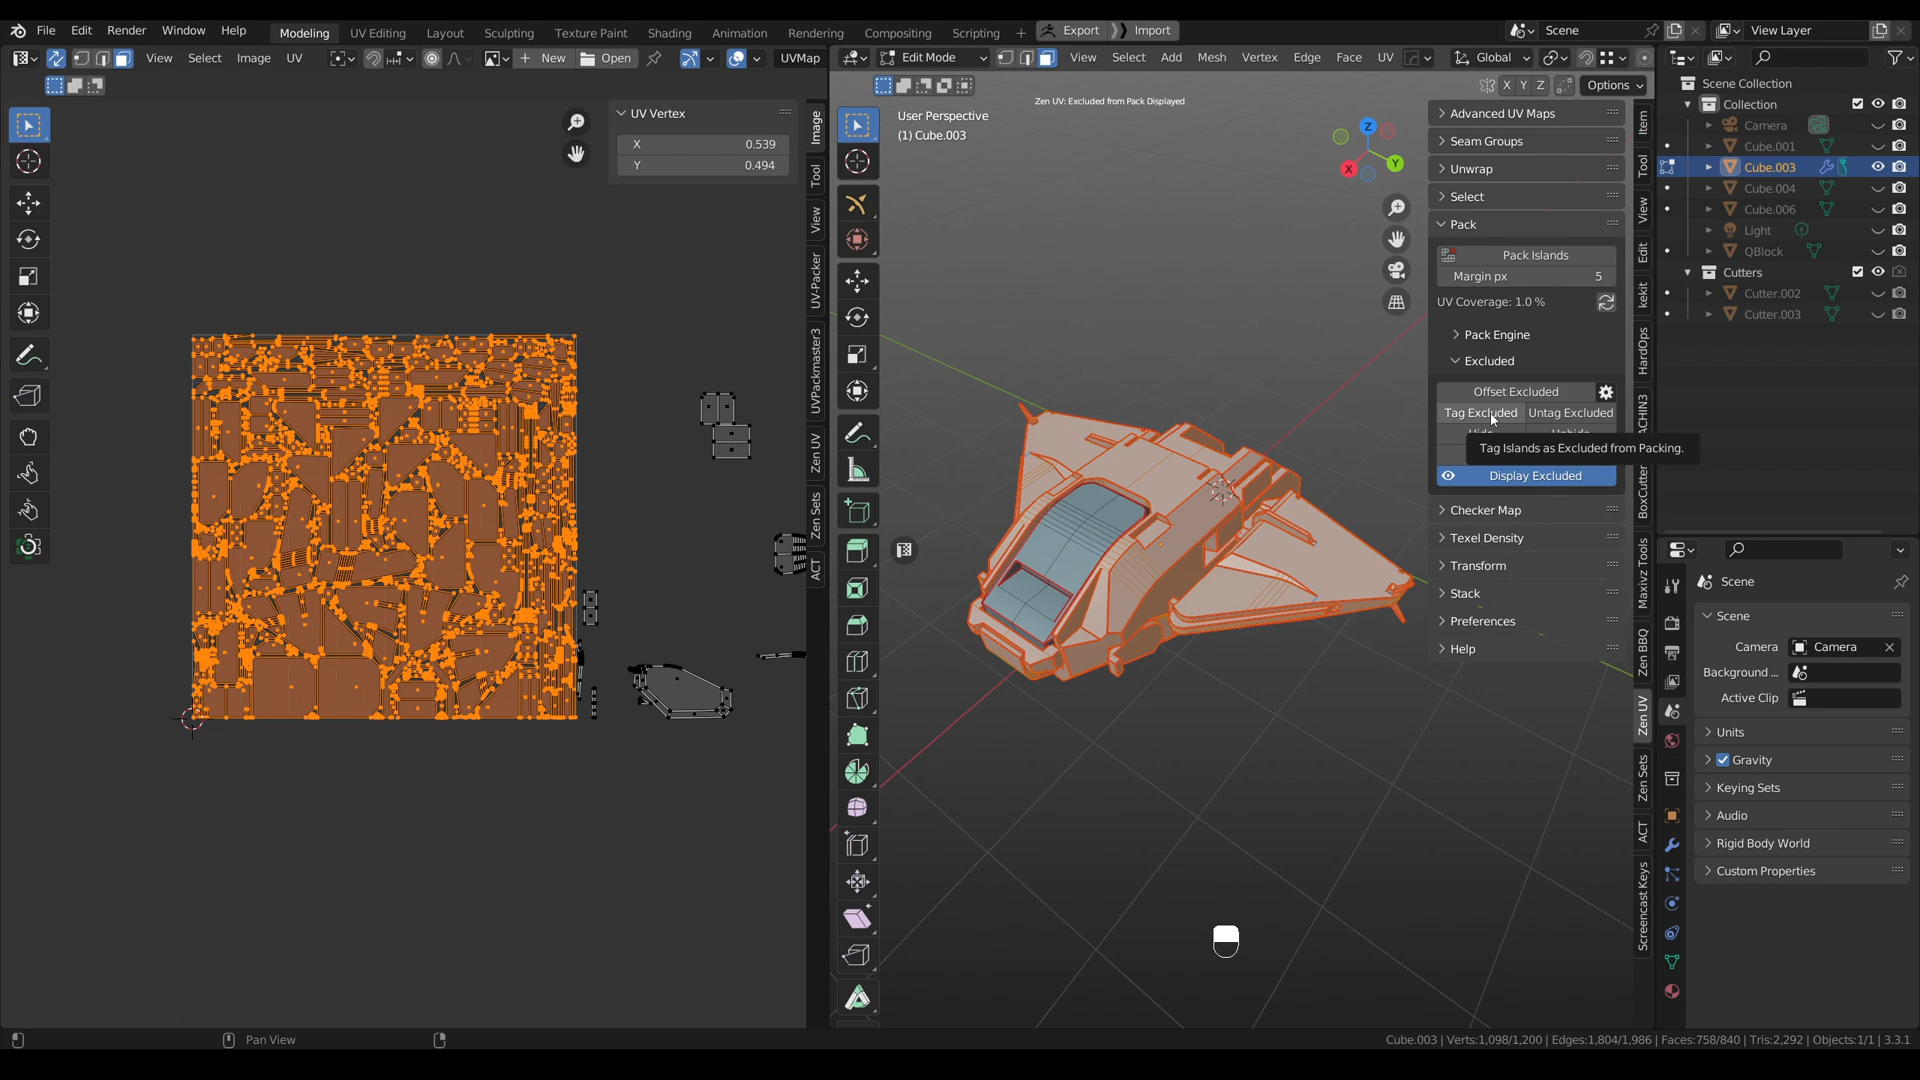 File Edit Render Window Help Modeling UV Editing Layout Sculpting Texture Paint Shading Animation Rendering Compositing Scripting + Export Import Scene View Layer
View Select Image UV New Open UVMap Edit Mode View Select Add Mesh Vertex Edge Face UV Global
X Y Z Options
Zen UV: Excluded from Pack Displayed
User Perspective
(1) Cube.003
UV Vertex
X 0.539
Y 0.494
Image
Tool
View
UV-Packer
UVPackmaster3
Zen UV
Zen Sets
ACT
Z
Y
X
Advanced UV Maps
Seam Groups
Unwrap
Select
Pack
Pack Islands
Margin px 5
UV Coverage: 1.0 %
Pack Engine
Excluded
Offset Excluded
Tag Excluded Untag Excluded
Hide Unhide
Tag Islands as Excluded from Packing.
Display Excluded
Checker Map
Texel Density
Transform
Stack
Preferences
Help
Item
Tool
View
Edit
kekit
HardOps
BoxCutter
Maxivz Tools
Zen BBQ
Zen UV
Zen Sets
ACT
Screencast Keys
Scene Collection
Collection
Camera
Cube.001
Cube.003
Cube.004
Cube.006
Light
QBlock
Cutters
Cutter.002
Cutter.003
Scene
Scene
Camera Camera
Background ...
Active Clip
Units
Gravity
Keying Sets
Audio
Rigid Body World
Custom Properties
Pan View
Cube.003 | Verts:1,098/1,200 | Edges:1,804/1,986 | Faces:758/840 | Tris:2,292 | Objects:1/1 | 3.3.1